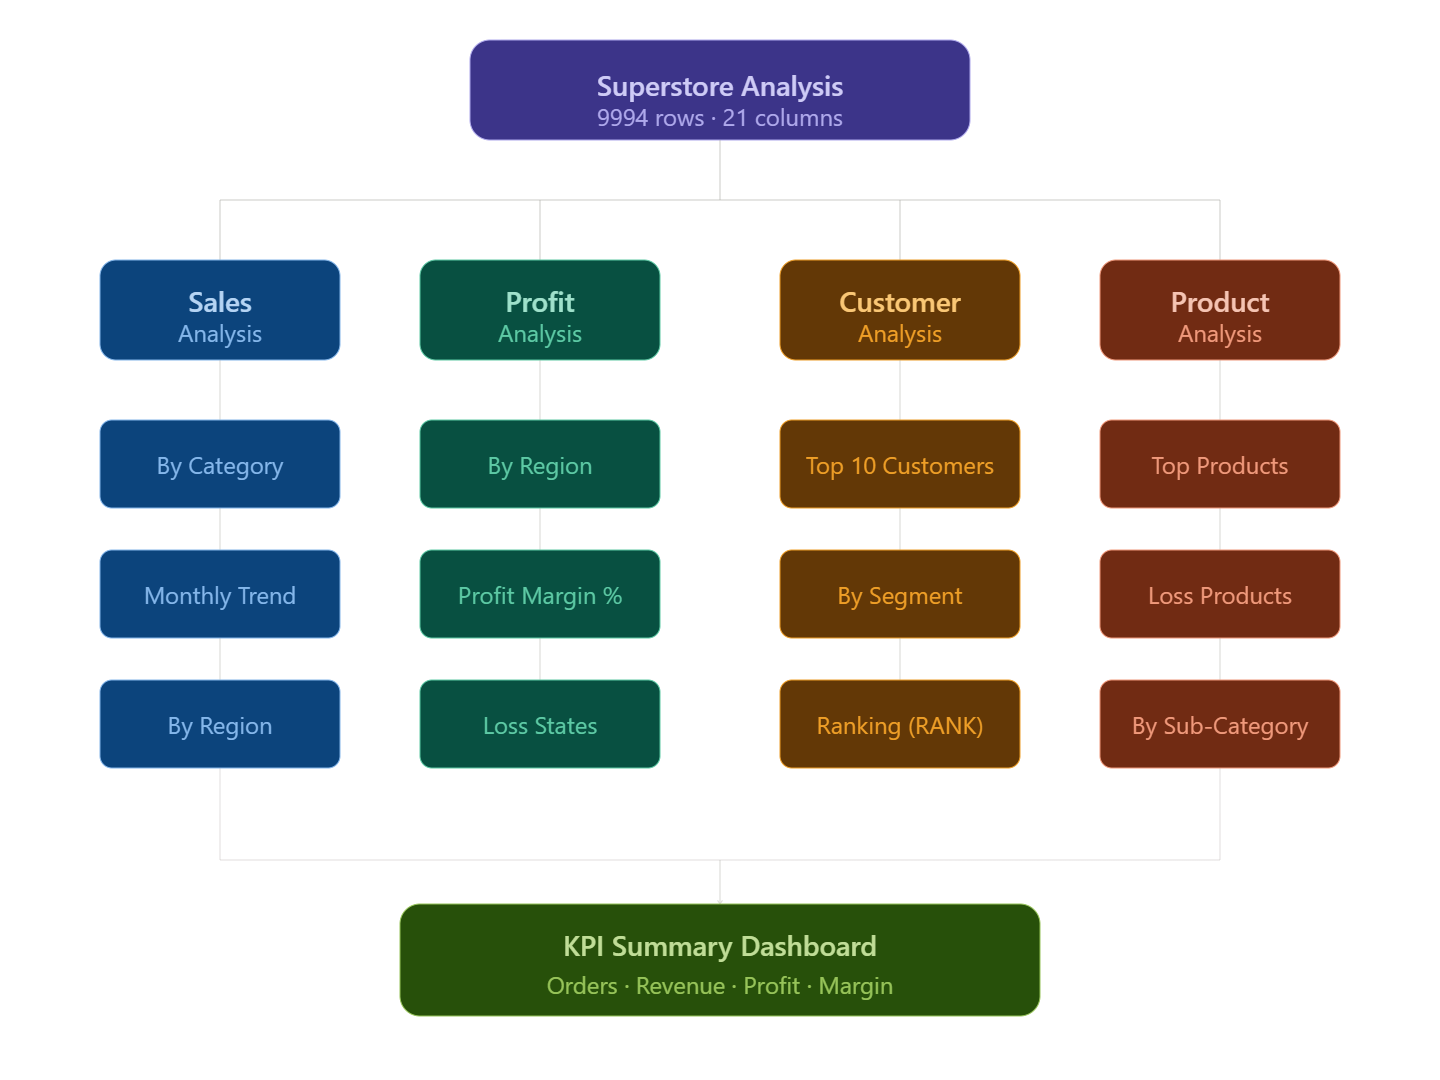 Superstore Analysis
9994 rows · 21 columns
Sales
Analysis
Profit
Analysis
Customer
Analysis
Product
Analysis
By Category
By Region
Top 10 Customers
Top Products
Monthly Trend
Profit Margin %
By Segment
Loss Products
By Region
Loss States
Ranking (RANK)
By Sub-Category
KPI Summary Dashboard
Orders · Revenue · Profit · Margin